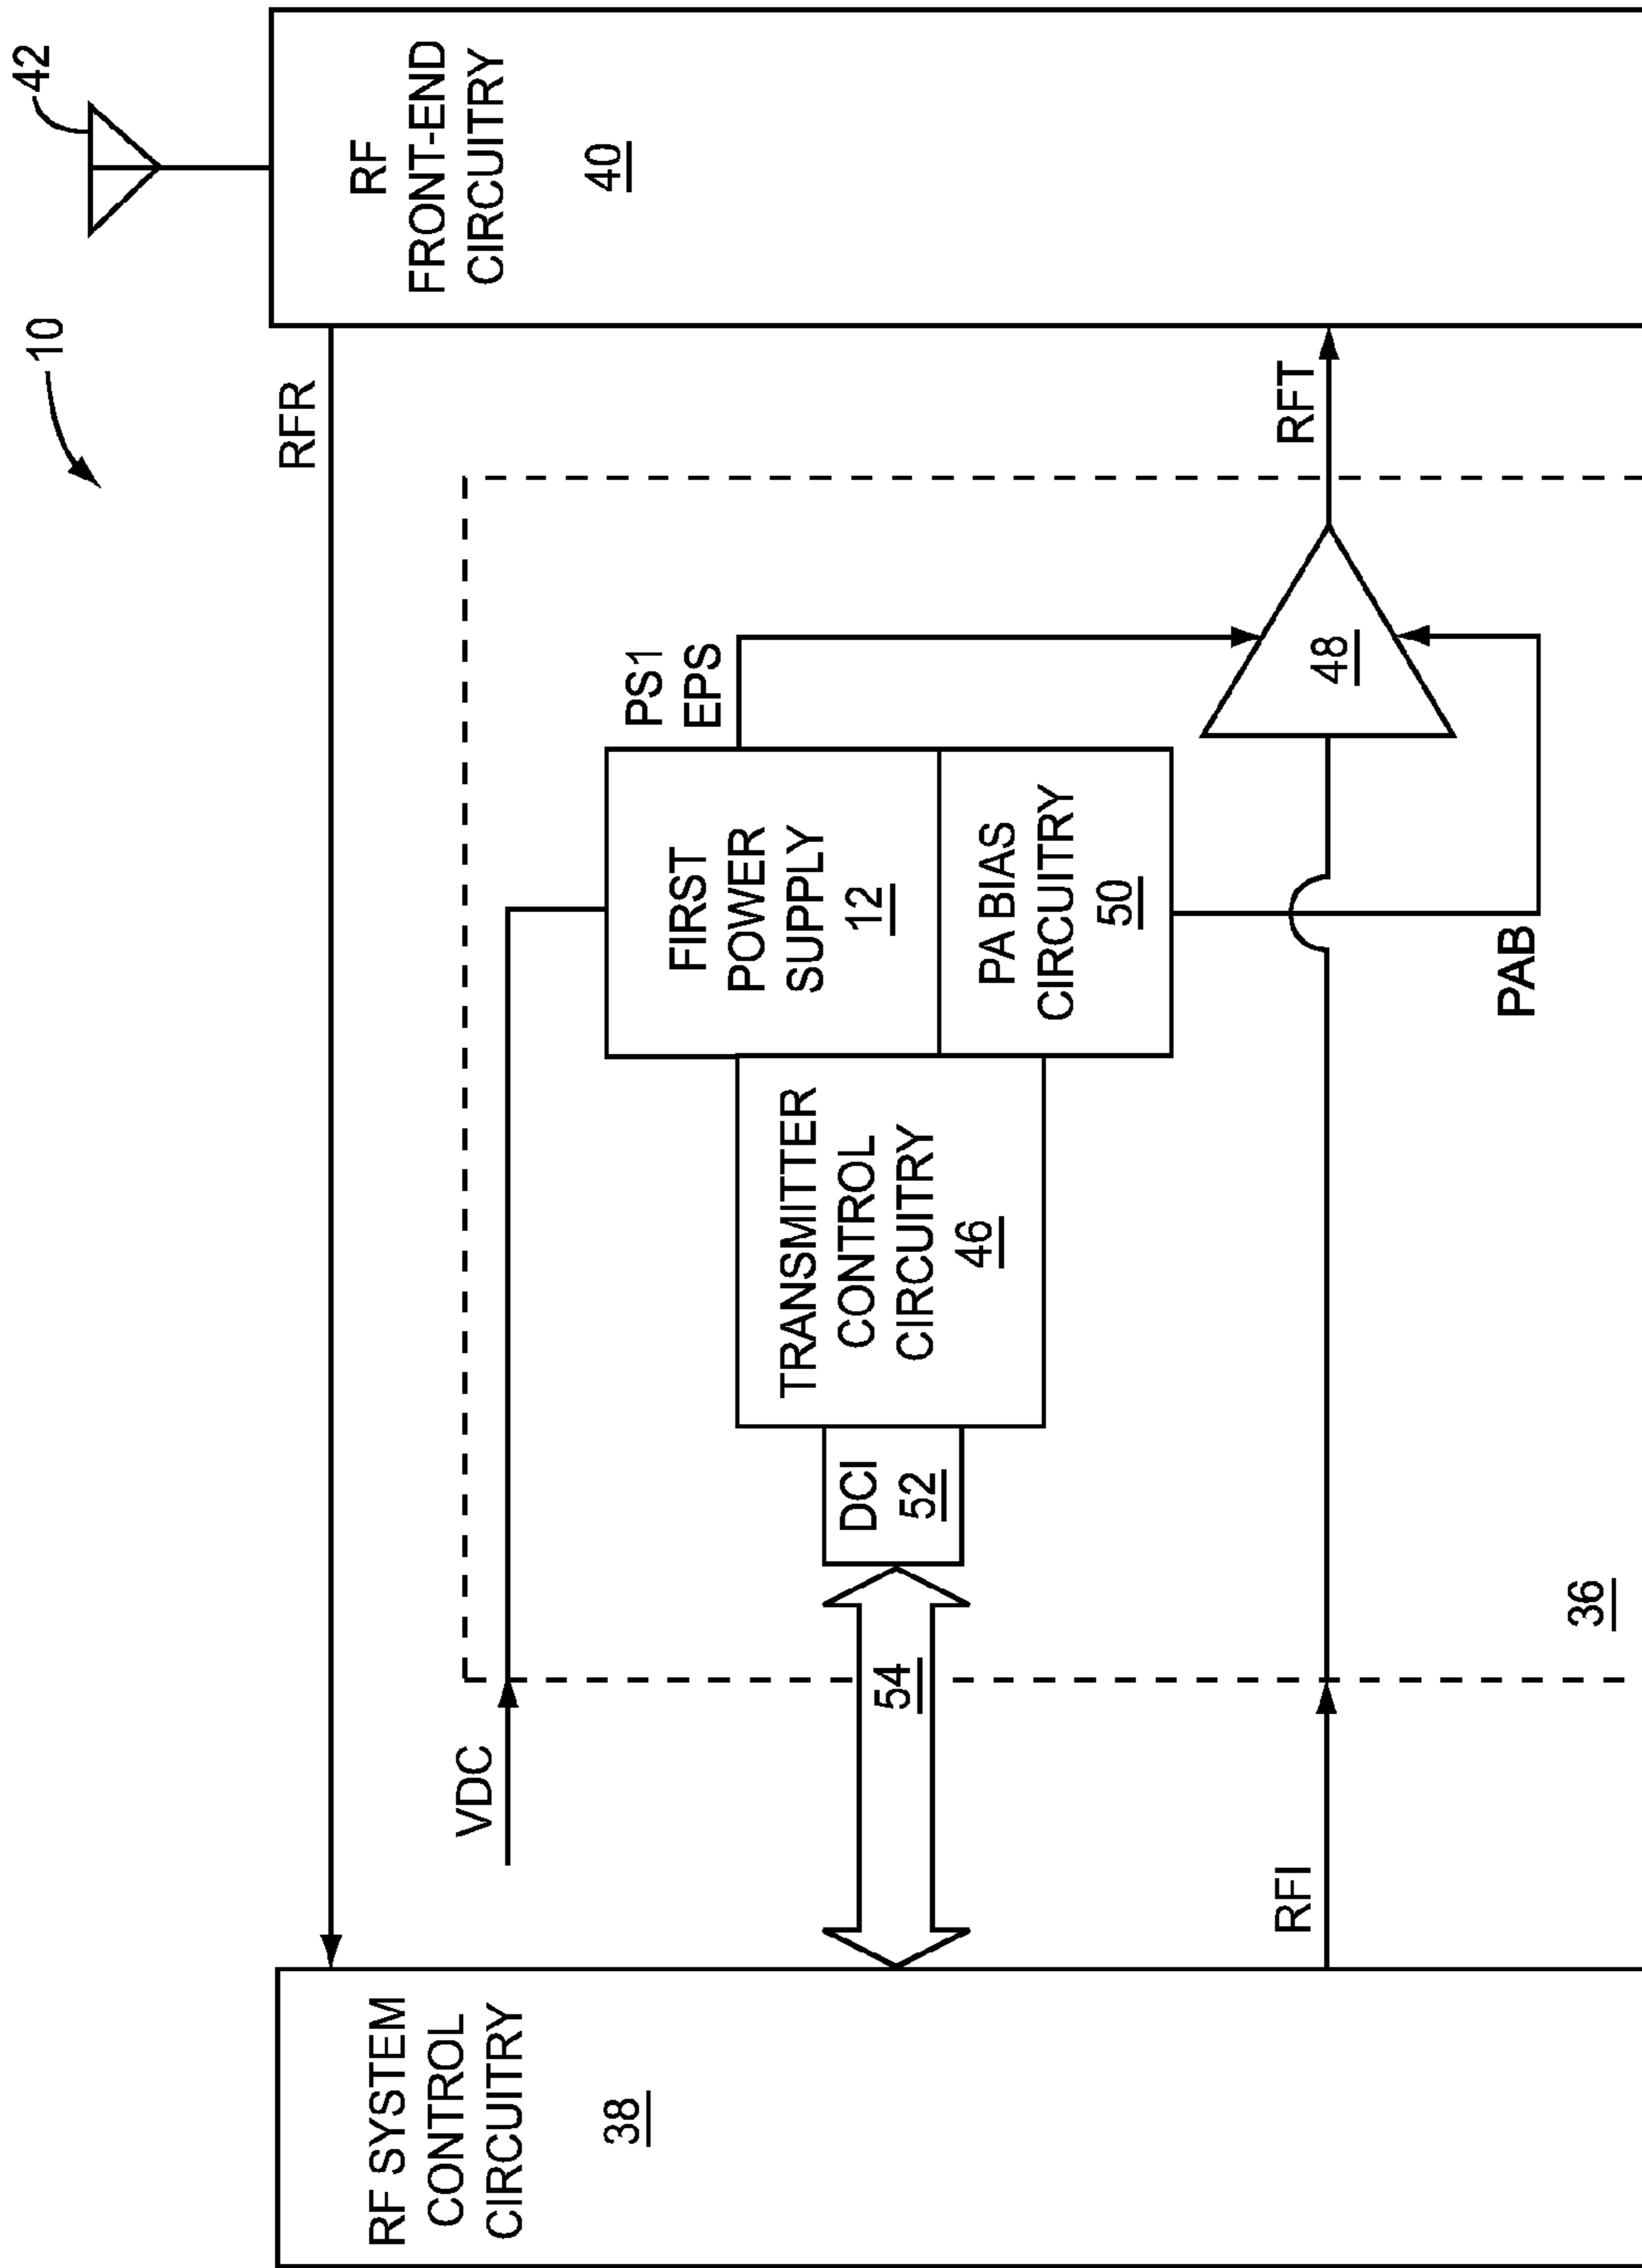 42
10
RF SYSTEM
CONTROL
CIRCUITRY
38
RFR
RF
FRONT-END
CIRCUITRY
40
VDC
PS1
EPS
FIRST
POWER
SUPPLY
12
TRANSMITTER
CONTROL
CIRCUITRY
46
DCI
52
54
PA BIAS
CIRCUITRY
50
RFI
48
RFT
PAB
36